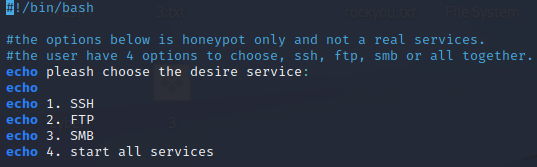 #!/bin/bash
#the options below is honeypot only and not a real services.
#the user have 4 options to choose, ssh, ftp, smb or all together.
echo pleash choose the desire service:
echo
echo 1. SSH
echo 2. FTP
echo 3. SMB
echo 4. start all services